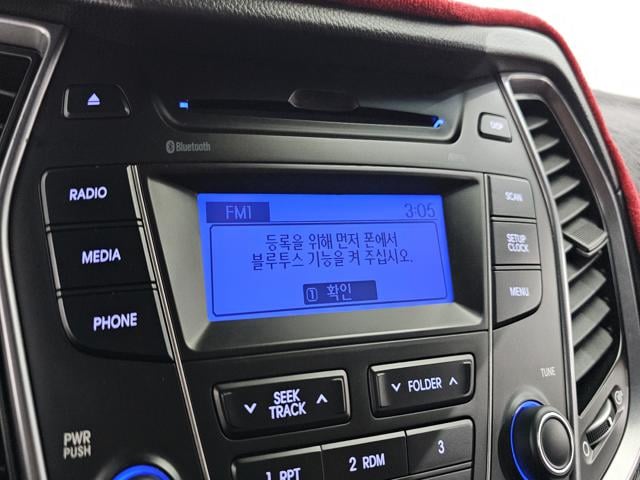 DISP
Bluetooth
RADIO
SCAN
FM1 3:05
등록을 위해 먼저 폰에서
블루투스 기능을 켜 주십시오.
1 확인
MEDIA
SETUP
CLOCK
PHONE
MENU
SEEK
TRACK
FOLDER
TUNE
PWR
PUSH
1 RPT
2 RDM
3